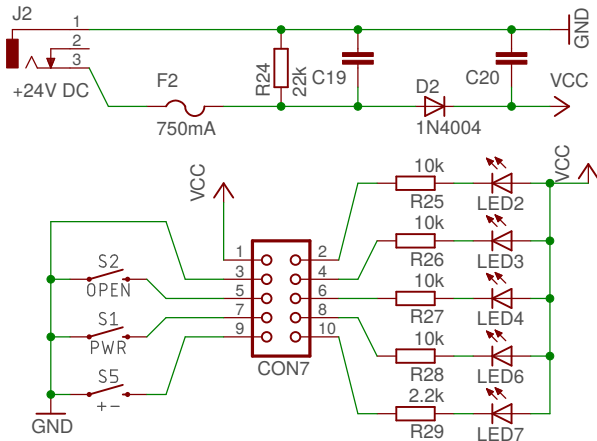 J2
1
2
3
+24V DC
F2
750mA
R24
22k
C19
D2
1N4004
C20
GND
VCC
VCC
1
3
5
7
9
2
4
6
8
10
CON7
S2
OPEN
S1
PWR
S5
+-
GND
10k
R25
LED2
10k
R26
LED3
10k
R27
LED4
10k
R28
LED6
2.2k
R29
LED7
VCC